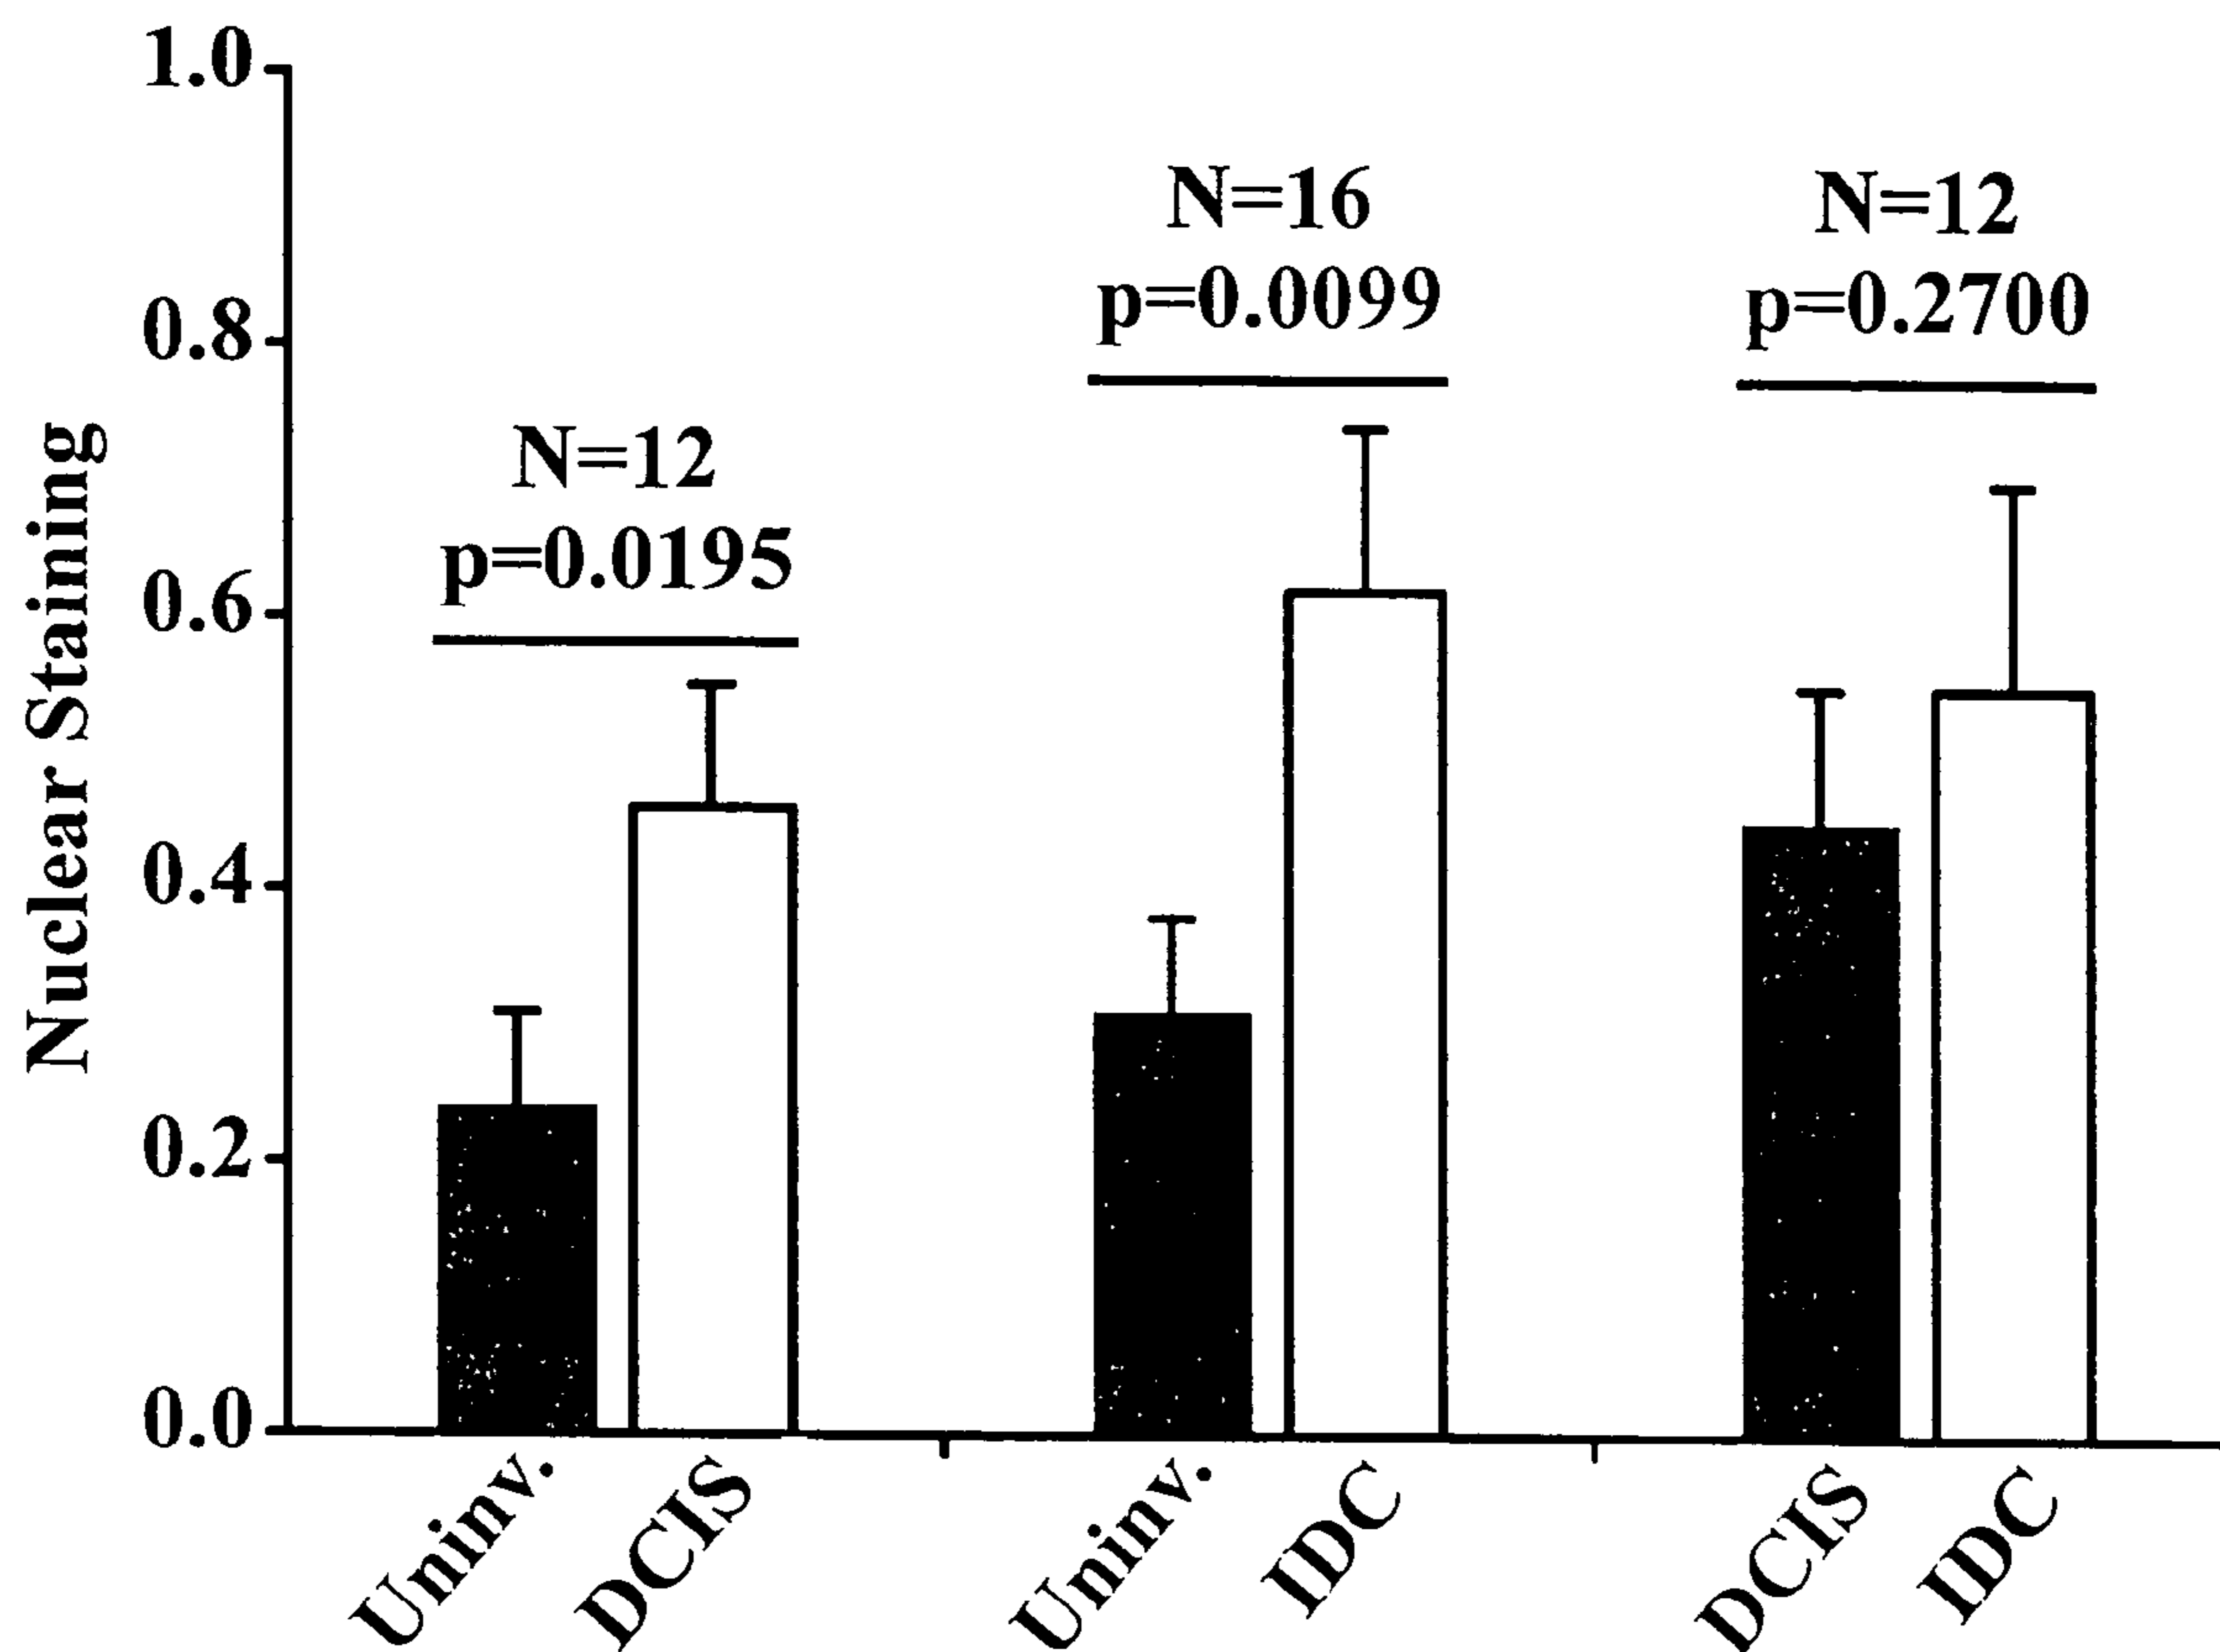 1.0
0.8
0.6
0.4
0.2
0.0
Nuclear Staining
N=12
p=0.0195
N=16
p=0.0099
N=12
p=0.2700
Uninv.
DCIS
Uninv.
IDC
DCIS
IDC